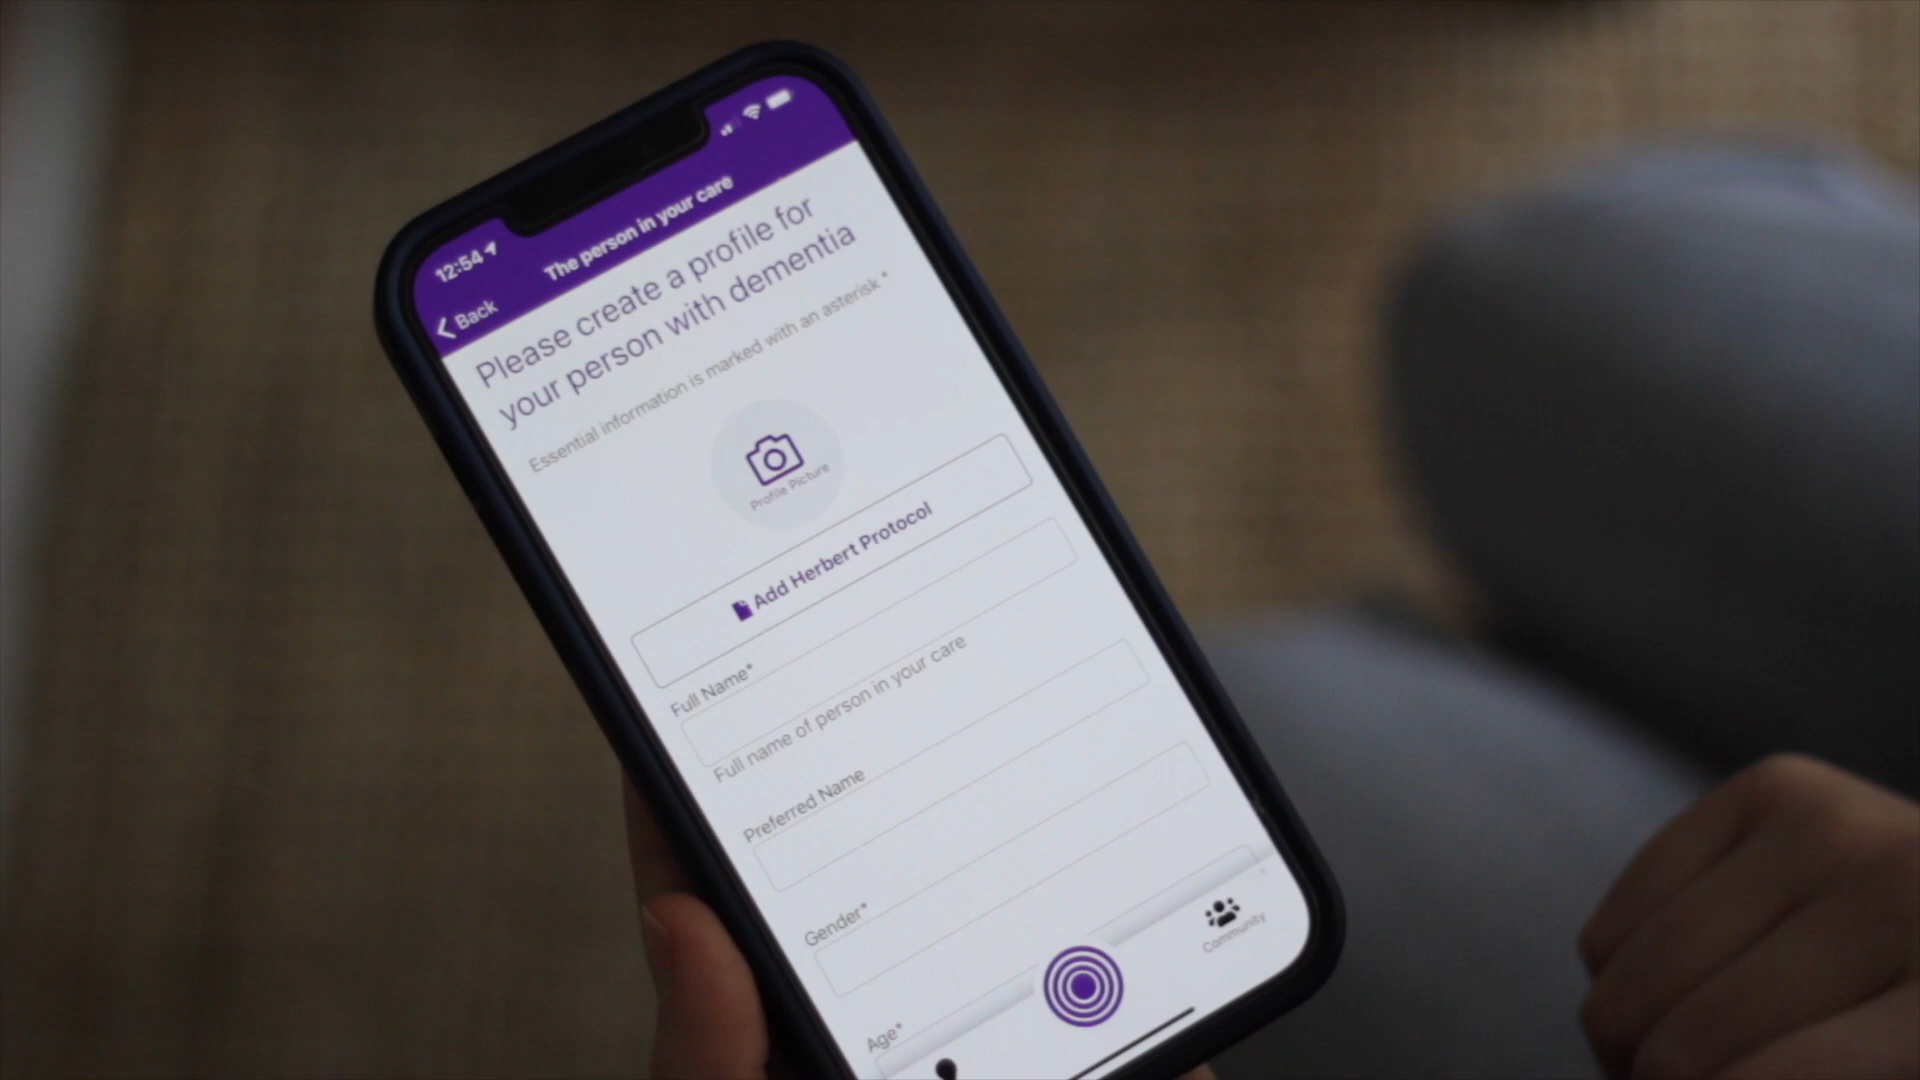 12:54
Back
The person in your care
Please create a profile for
your person with dementia
Essential information is marked with an asterisk *
Profile Picture
Add Herbert Protocol
Full Name*
Full name of person in your care
Preferred Name
Gender*
Age*
Community